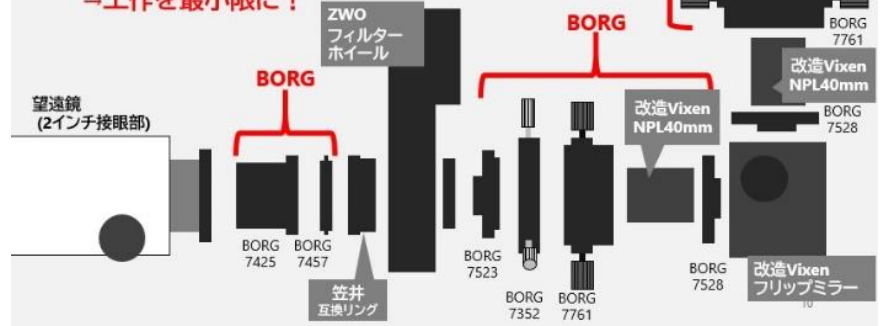 →工作を最小限に！
ZWO
フィルター
ホイール
BORG
BORG
BORG
7761
改造Vixen
NPL40mm
BORG
7528
望遠鏡
(2インチ接眼部)
改造Vixen
NPL40mm
BORG
7425
BORG
7457
笠井
互換リング
BORG
7523
BORG
7352
BORG
7761
BORG
7528
改造Vixen
フリップミラー
10